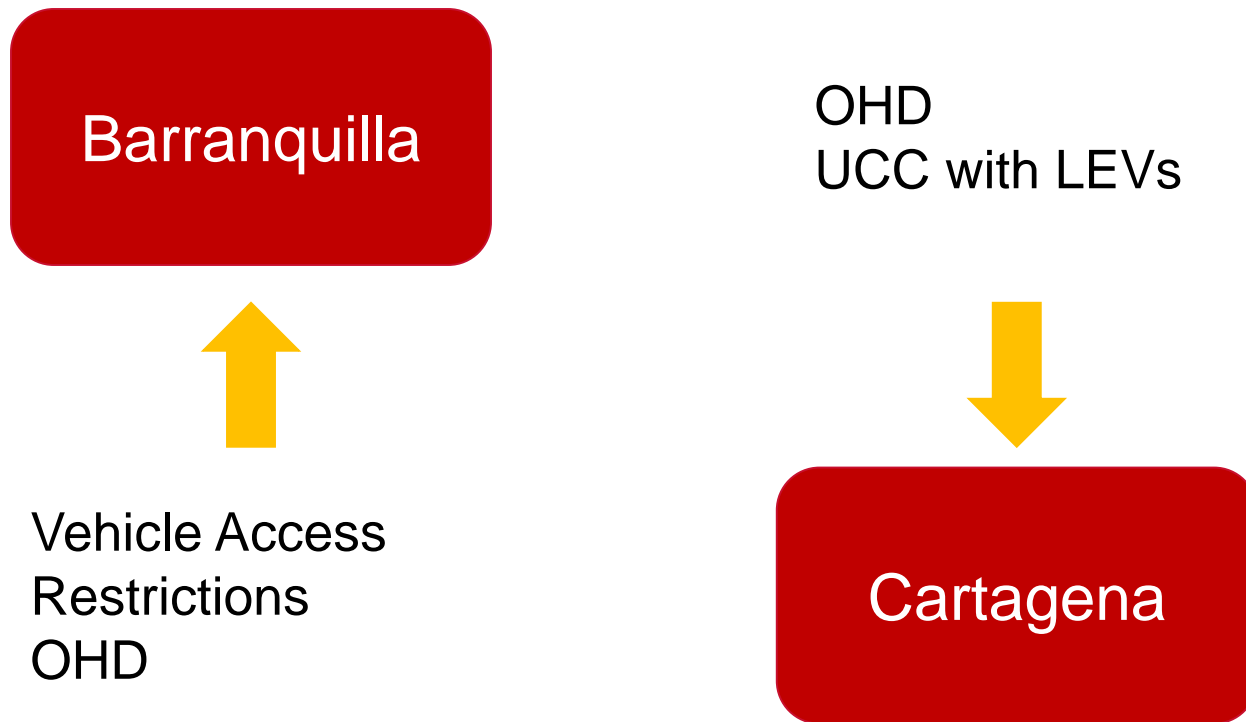 Barranquilla
Vehicle Access
Restrictions
OHD
OHD
UCC with LEVs
Cartagena